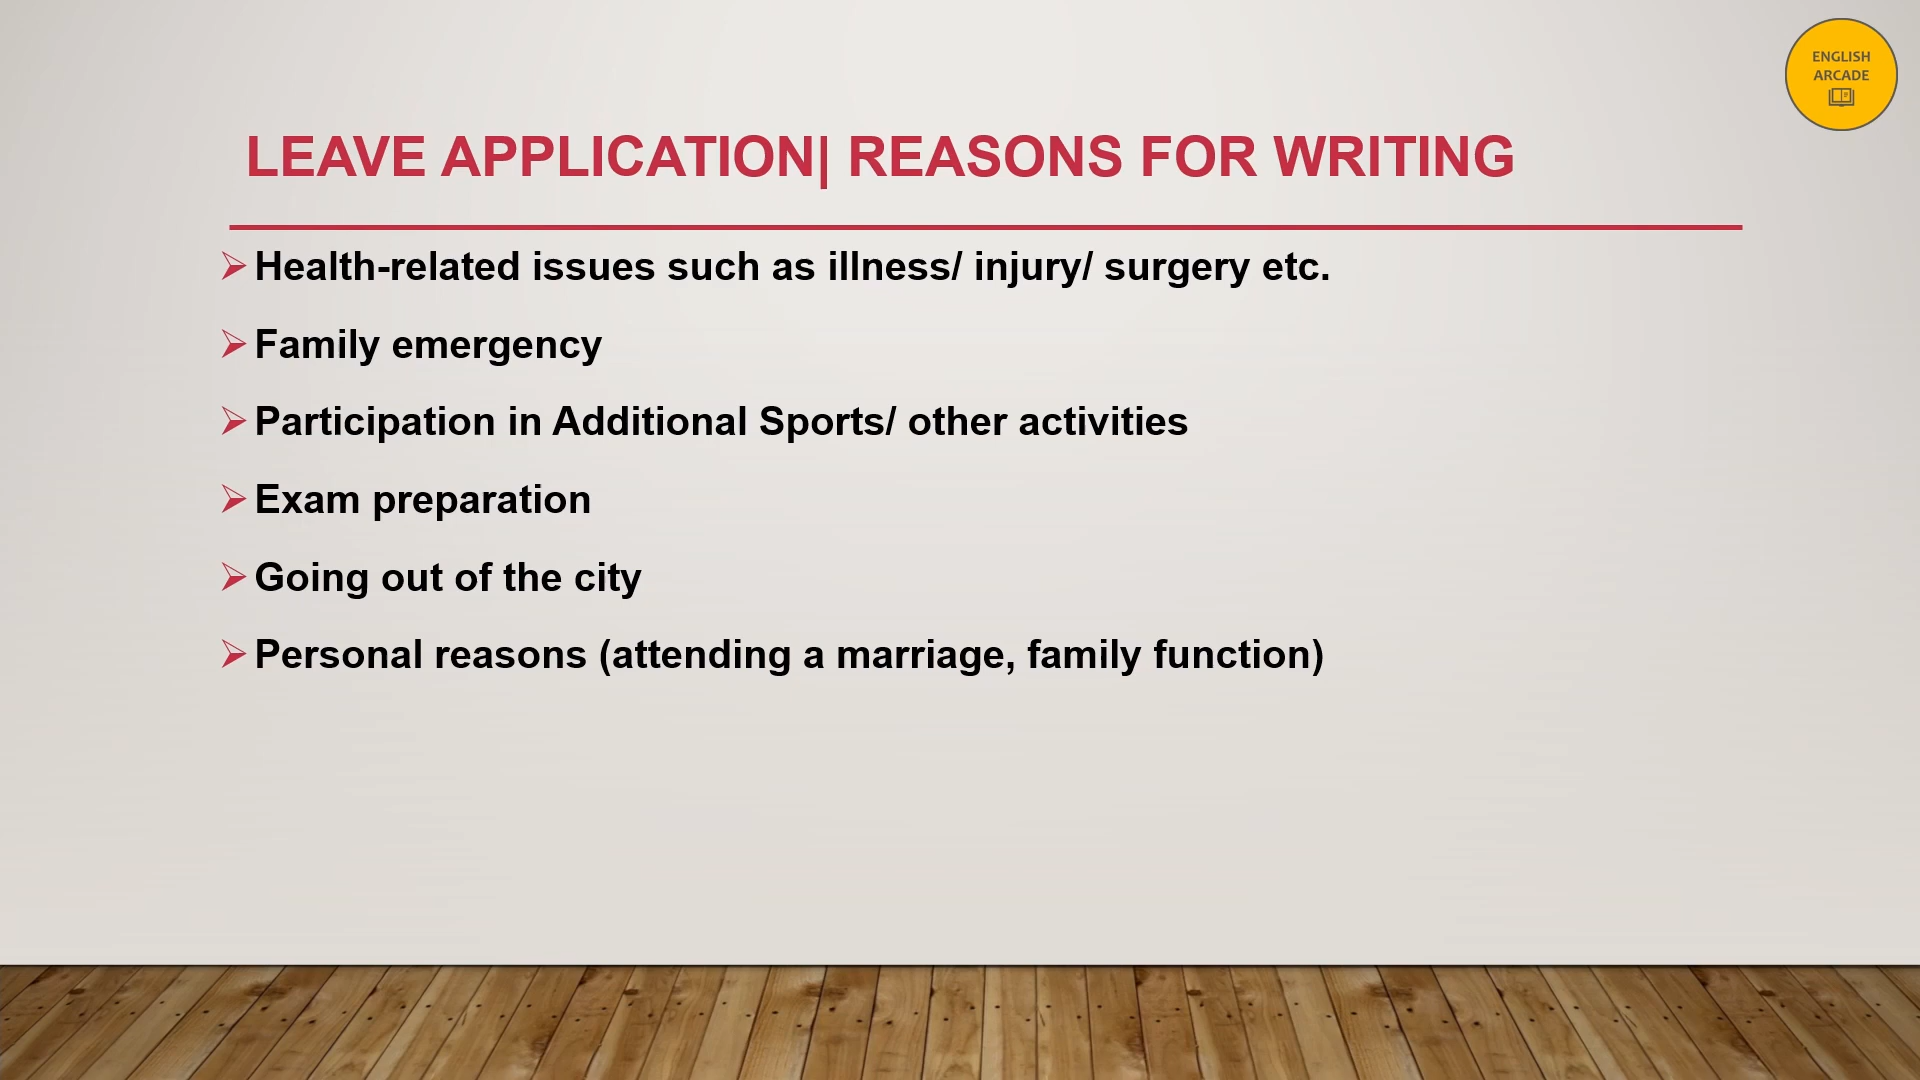 ENGLISH
ARCADE
LEAVE APPLICATION| REASONS FOR WRITING
Health-related issues such as illness/ injury/ surgery etc.
Family emergency
Participation in Additional Sports/ other activities
Exam preparation
Going out of the city
Personal reasons (attending a marriage, family function)